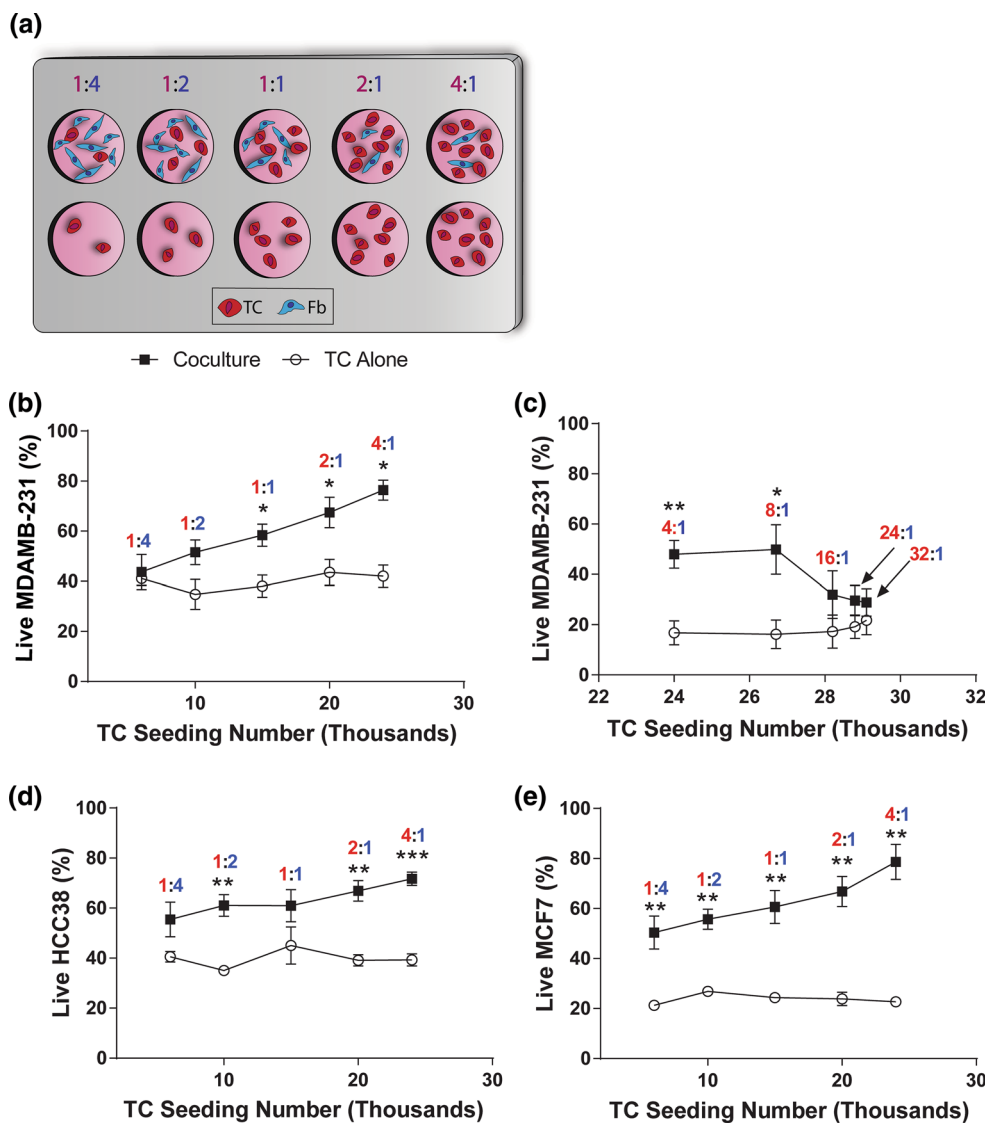 (a)
1:4 1:2 1:1 2:1 4:1
TC Fb
Coculture TC Alone
(b)
Live MDAMB-231 (%)
100
80
60
40
20
0
1:4
1:2
1:1
*
2:1
*
4:1
*
10 20 30
TC Seeding Number (Thousands)
(c)
Live MDAMB-231 (%)
100
80
60
40
20
0
**
4:1
*
8:1
16:1
24:1
32:1
22 24 26 28 30 32
TC Seeding Number (Thousands)
(d)
Live HCC38 (%)
100
80
60
40
20
0
1:4
1:2
**
1:1
2:1
**
4:1
***
10 20 30
TC Seeding Number (Thousands)
(e)
Live MCF7 (%)
100
80
60
40
20
0
1:4
**
1:2
**
1:1
**
2:1
**
4:1
**
10 20 30
TC Seeding Number (Thousands)